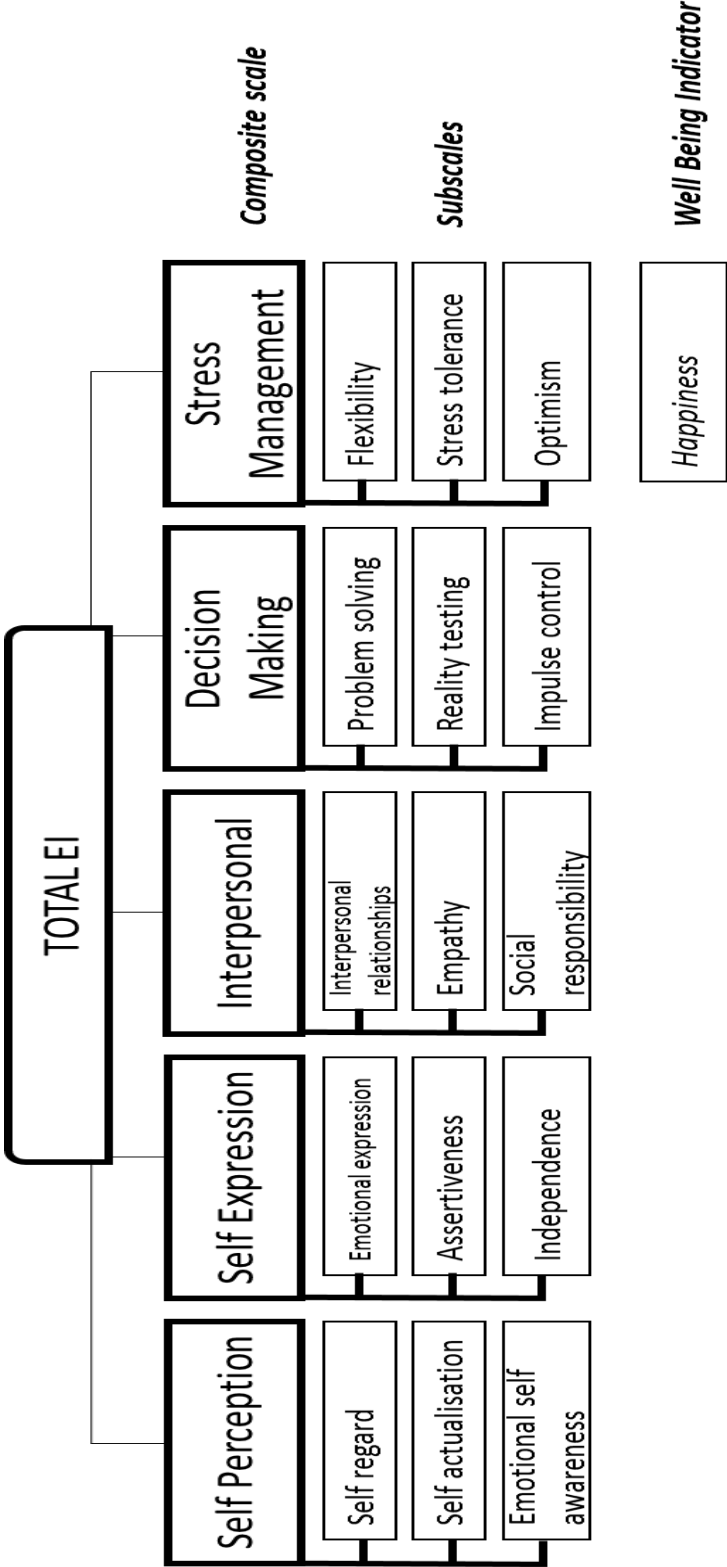 TOTAL EI
Self Perception
Self Expression
Interpersonal
Decision
Making
Stress
Management
Composite scale
Self regard
Emotional expression
Interpersonal
relationships
Problem solving
Flexibility
Self actualisation
Assertiveness
Empathy
Reality testing
Stress tolerance
Subscales
Emotional self
awareness
Independence
Social
responsibility
Impulse control
Optimism
Happiness
Well Being Indicator